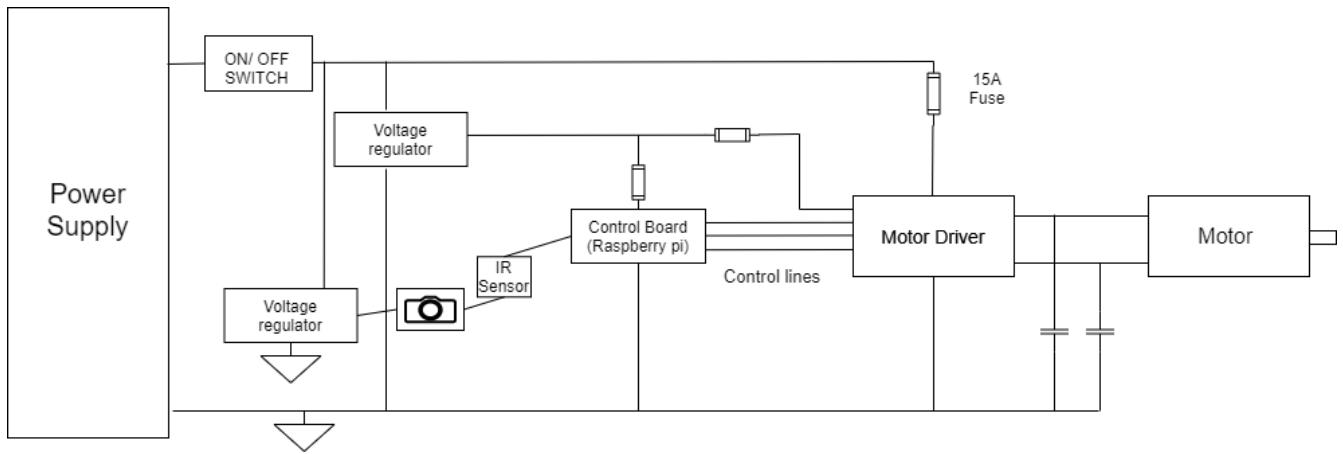 Power
Supply
ON/ OFF
SWITCH
15A
Fuse
Voltage
regulator
Control Board
(Raspberry pi)
Motor Driver
Motor
IR
Sensor
Control lines
Voltage
regulator